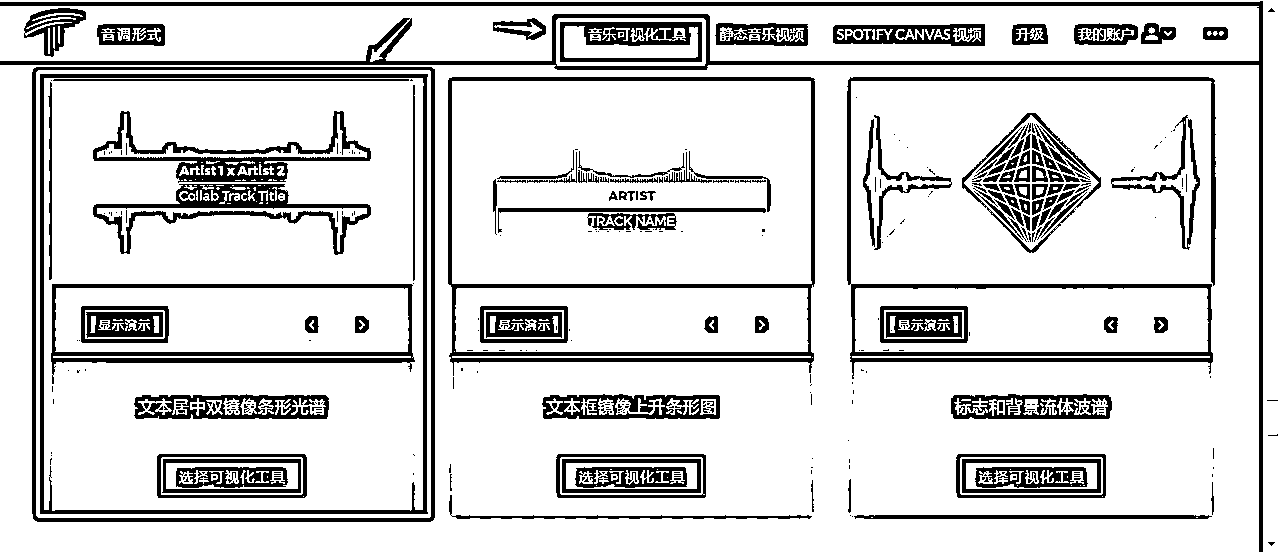 音调形式
音乐可视化工具
静态音乐视频
SPOTIFY CANVAS 视频
升级
我的账户
Artist 1 x Artist 2
Collab Track Title
ARTIST
TRACK NAME
显示演示
显示演示
显示演示
文本居中双镜像条形光谱
文本框镜像上升条形图
标志和背景流体波谱
选择可视化工具
选择可视化工具
选择可视化工具